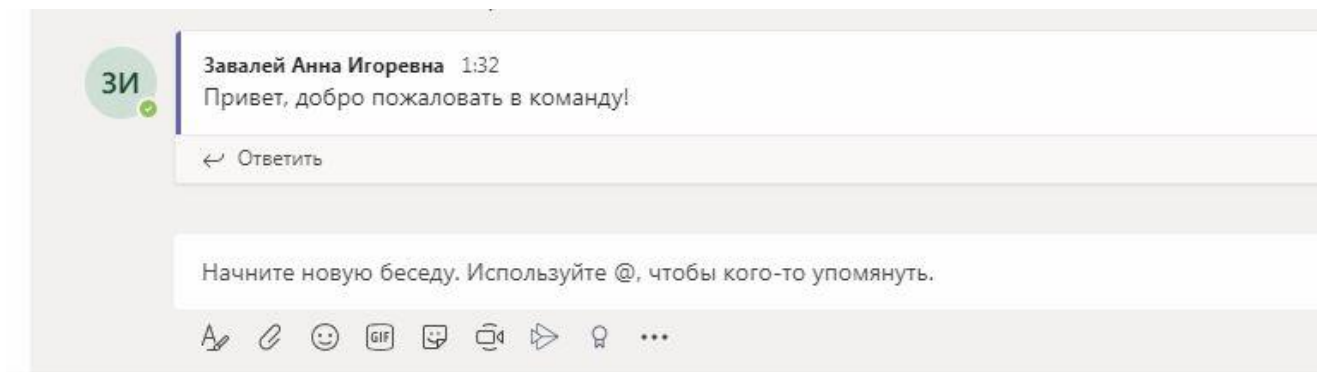 ЗИ
Завалей Анна Игоревна 1:32
Привет, добро пожаловать в команду!
Ответить
Начните новую беседу. Используйте @, чтобы кого-то упомянуть.
GIF